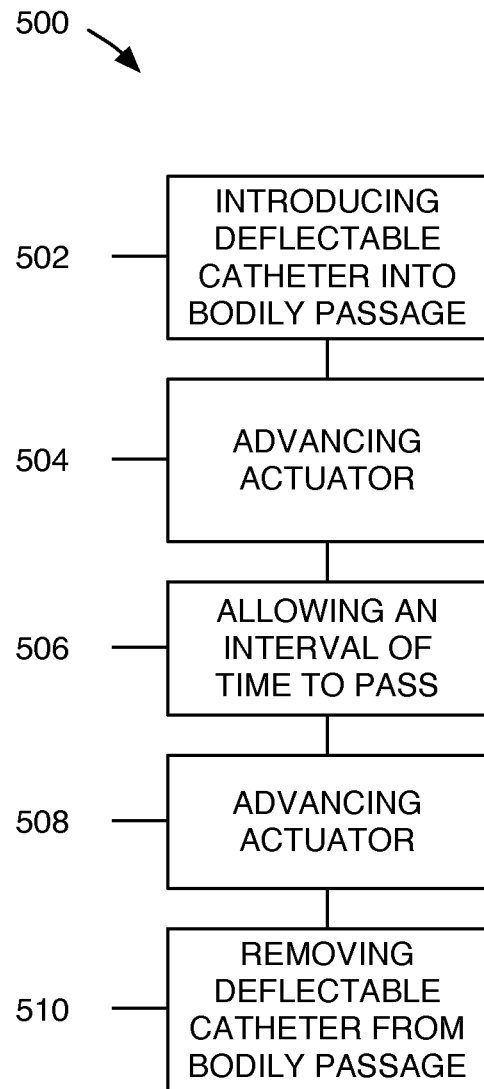 500
502
INTRODUCING
DEFLECTABLE
CATHETER INTO
BODILY PASSAGE
504
ADVANCING
ACTUATOR
506
ALLOWING AN
INTERVAL OF
TIME TO PASS
508
ADVANCING
ACTUATOR
510
REMOVING
DEFLECTABLE
CATHETER FROM
BODILY PASSAGE